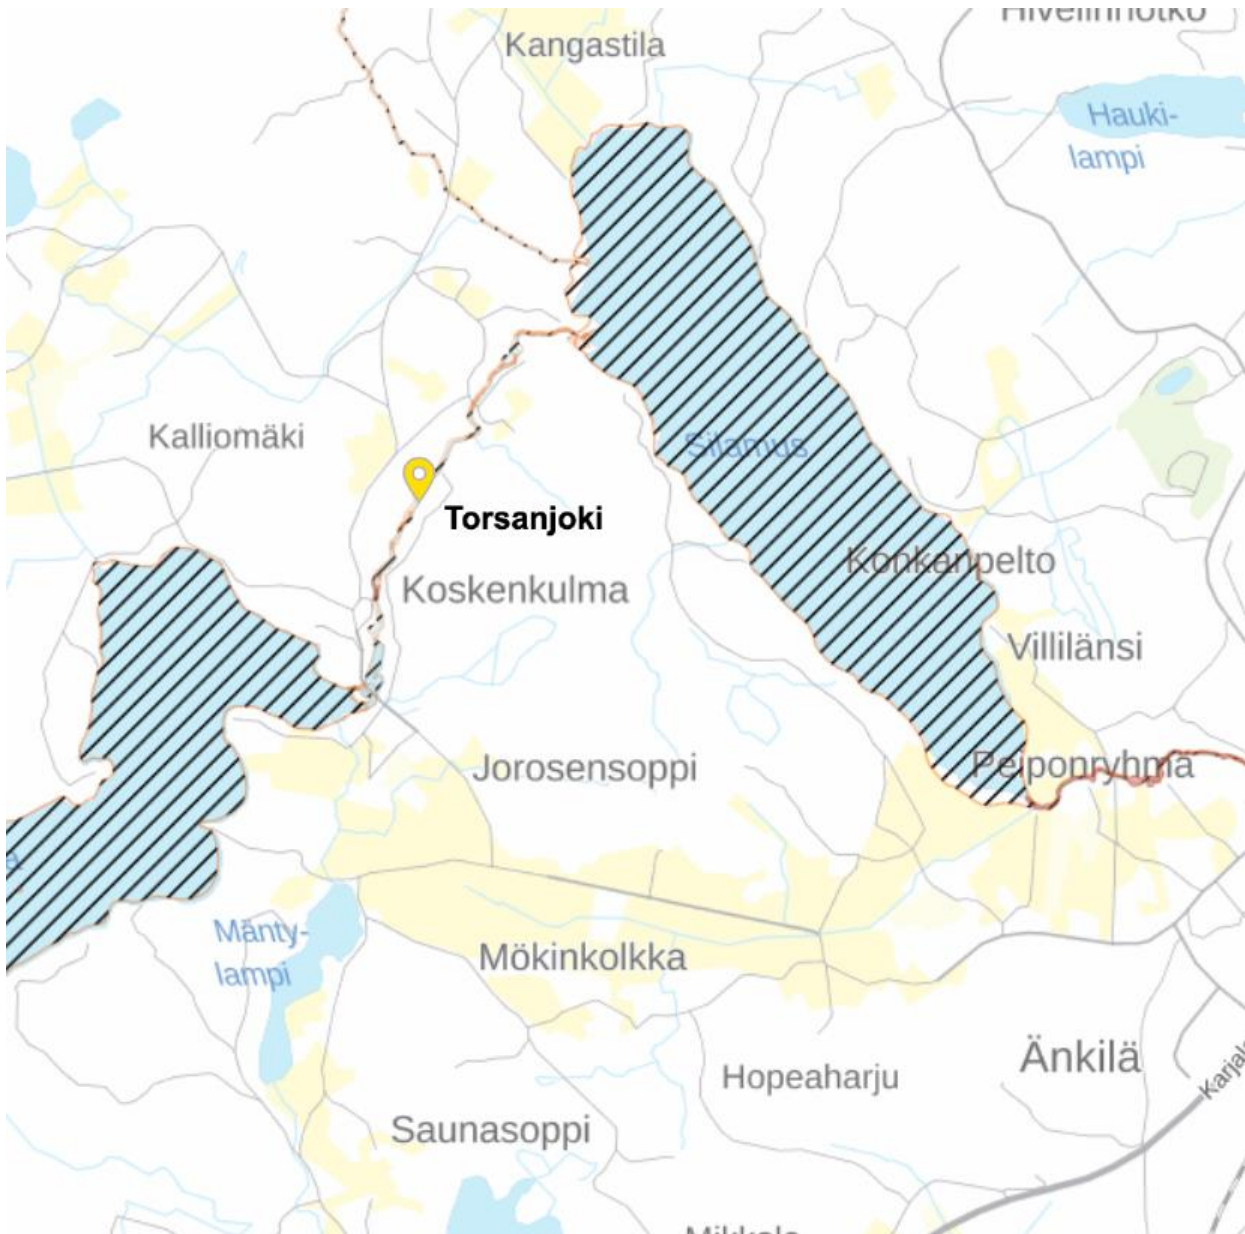 Kangastila
Hauki-
lampi
Kalliomäki
Silamus
Torsanjoki
Konkanpelto
Koskenkulma
Villilänsi
Jorosensoppi
Peiponryhmä
Mänty-
lampi
Mökinkolkka
Änkilä
Hopeaharju
Saunasoppi